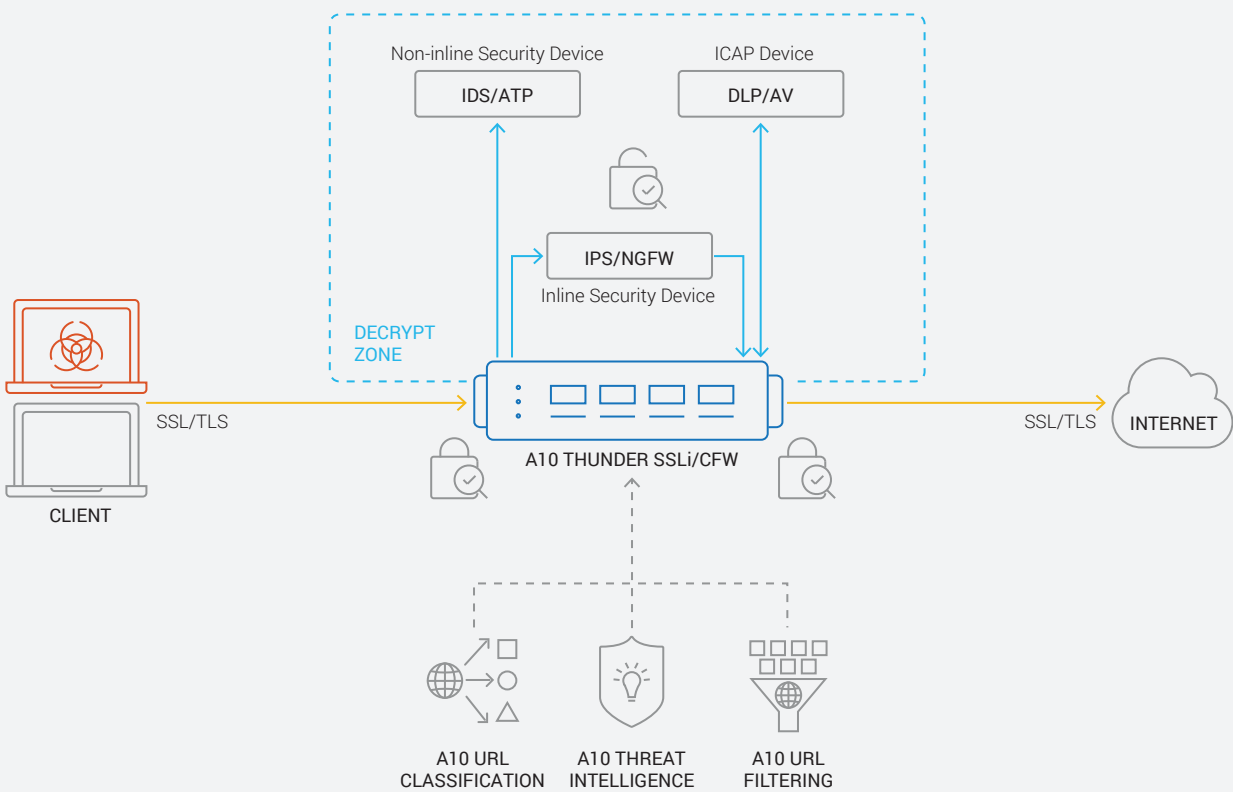 Non-inline Security Device
IDS/ATP
ICAP Device
DLP/AV
IPS/NGFW
Inline Security Device
DECRYPT
ZONE
SSL/TLS
CLIENT
A10 THUNDER SSLi/CFW
SSL/TLS
INTERNET
A10 URL
CLASSIFICATION
A10 THREAT
INTELLIGENCE
A10 URL
FILTERING